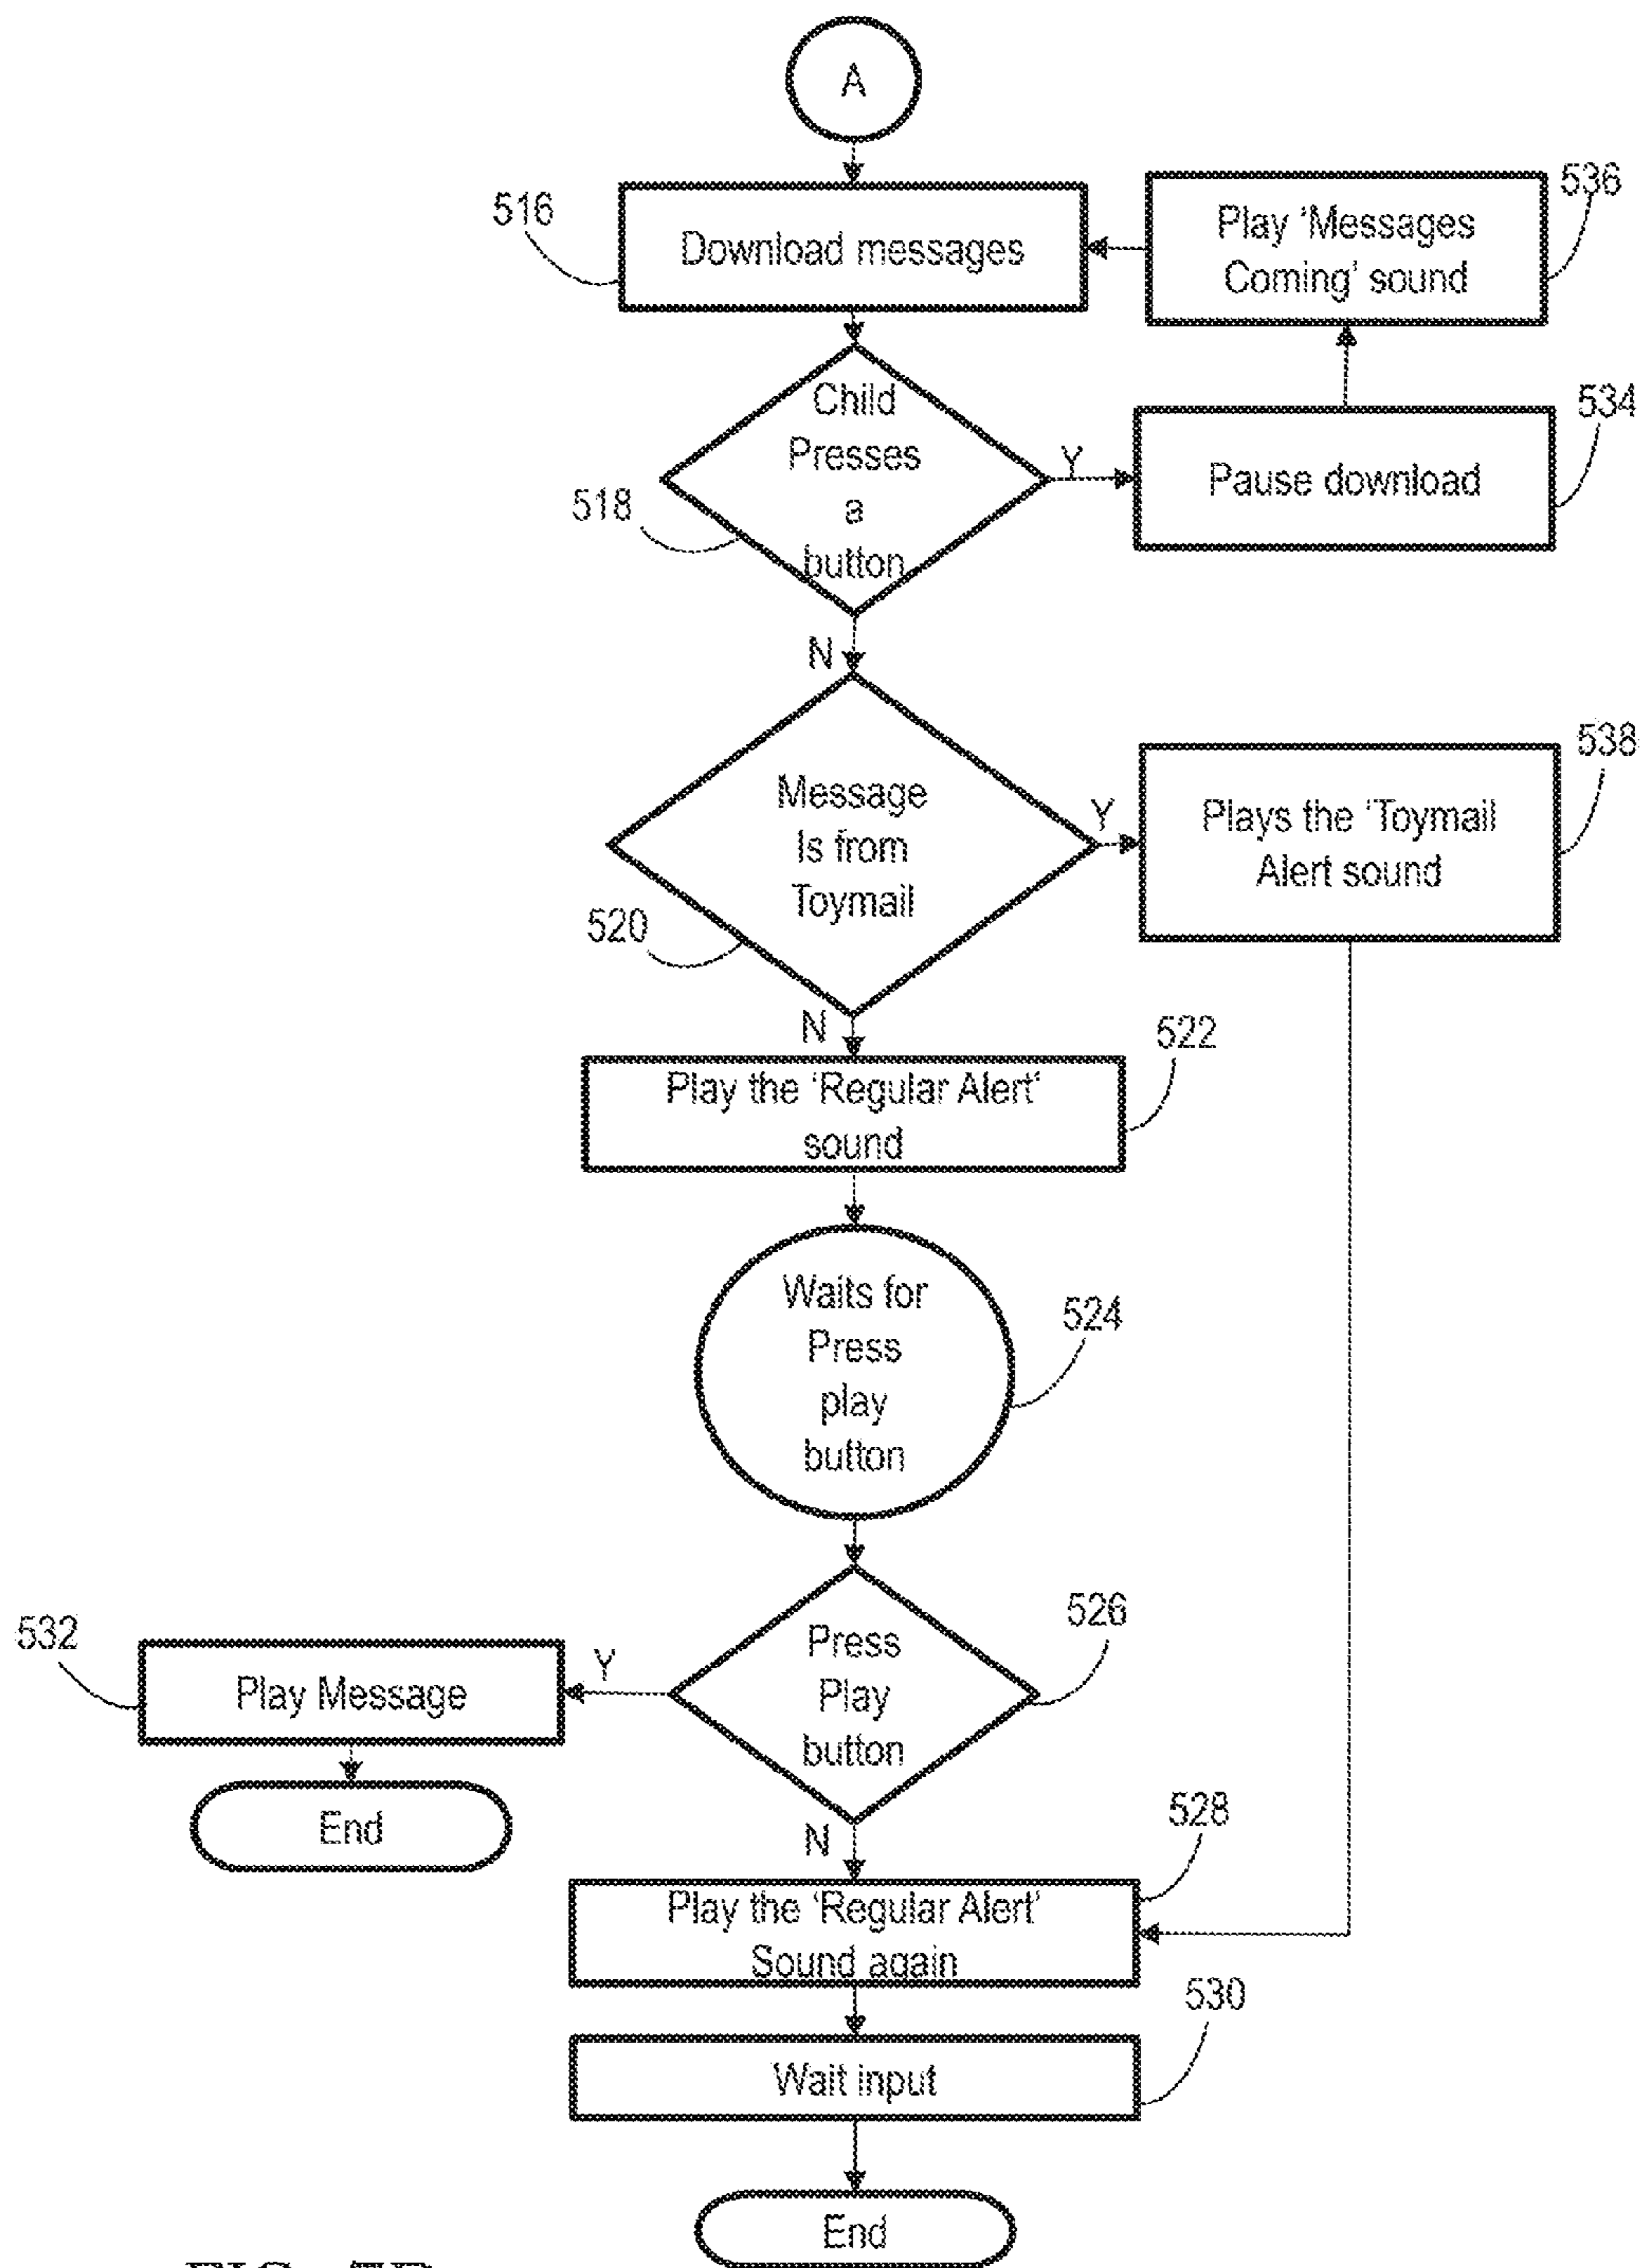 A
516
Download messages
Play ‘Messages
Coming’ sound
536
Child
Presses
a
button
518
Y
Pause download
534
N
Message
Is from
Toymail
520
Y
Plays the ‘Toymail
Alert sound
538
N
Play the ‘Regular Alert’
sound
522
Waits for
Press
play
button
524
Press
Play
button
526
Y
532
Play Message
End
N
Play the ‘Regular Alert’
Sound again
528
Wait input
530
End